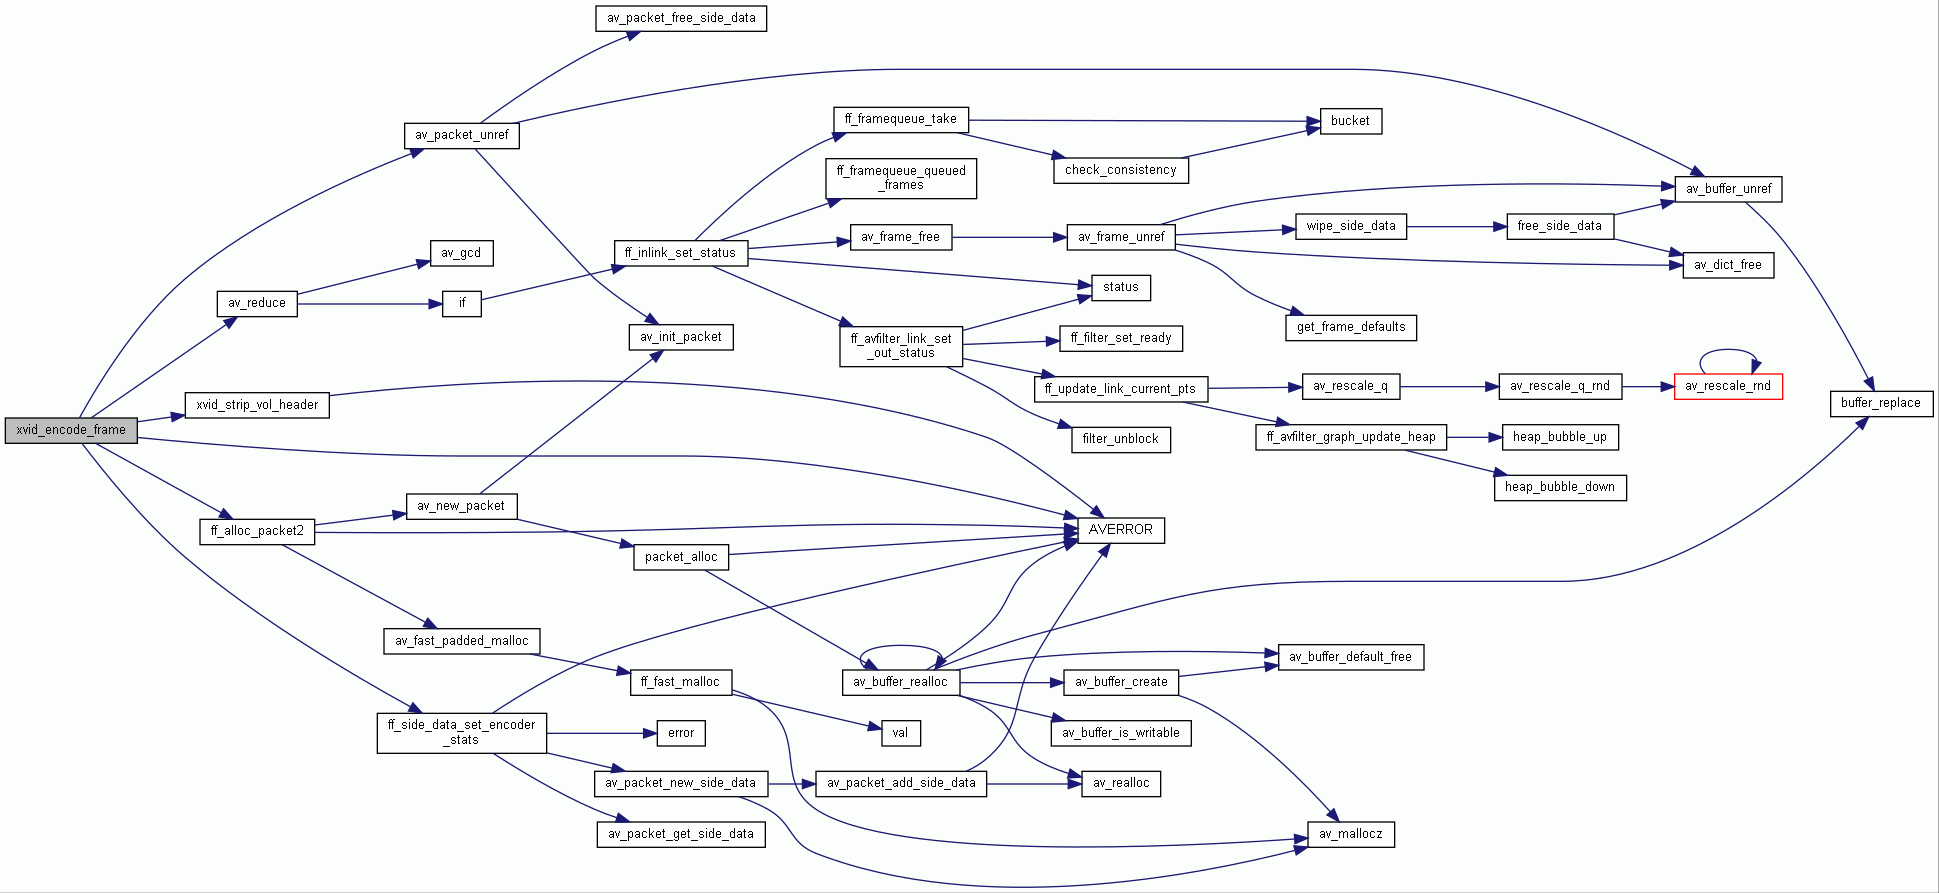 av_packet_free_side_data
av_packet_unref
ff_framequeue_take
bucket
check_consistency
ff_framequeue_queued
_frames
av_buffer_unref
wipe_side_data
free_side_data
av_frame_free
av_frame_unref
av_gcd
ff_inlink_set_status
av_dict_free
status
av_reduce
if
get_frame_defaults
av_init_packet
ff_avfilter_link_set
_out_status
ff_filter_set_ready
ff_update_link_current_pts
av_rescale_q
av_rescale_q_rnd
av_rescale_rnd
xvid_strip_vol_header
buffer_replace
xvid_encode_frame
filter_unblock
ff_avfilter_graph_update_heap
heap_bubble_up
heap_bubble_down
av_new_packet
ff_alloc_packet2
AVERROR
packet_alloc
av_fast_padded_malloc
av_buffer_default_free
ff_fast_malloc
av_buffer_realloc
av_buffer_create
ff_side_data_set_encoder
_stats
error
val
av_buffer_is_writable
av_packet_new_side_data
av_packet_add_side_data
av_realloc
av_packet_get_side_data
av_mallocz